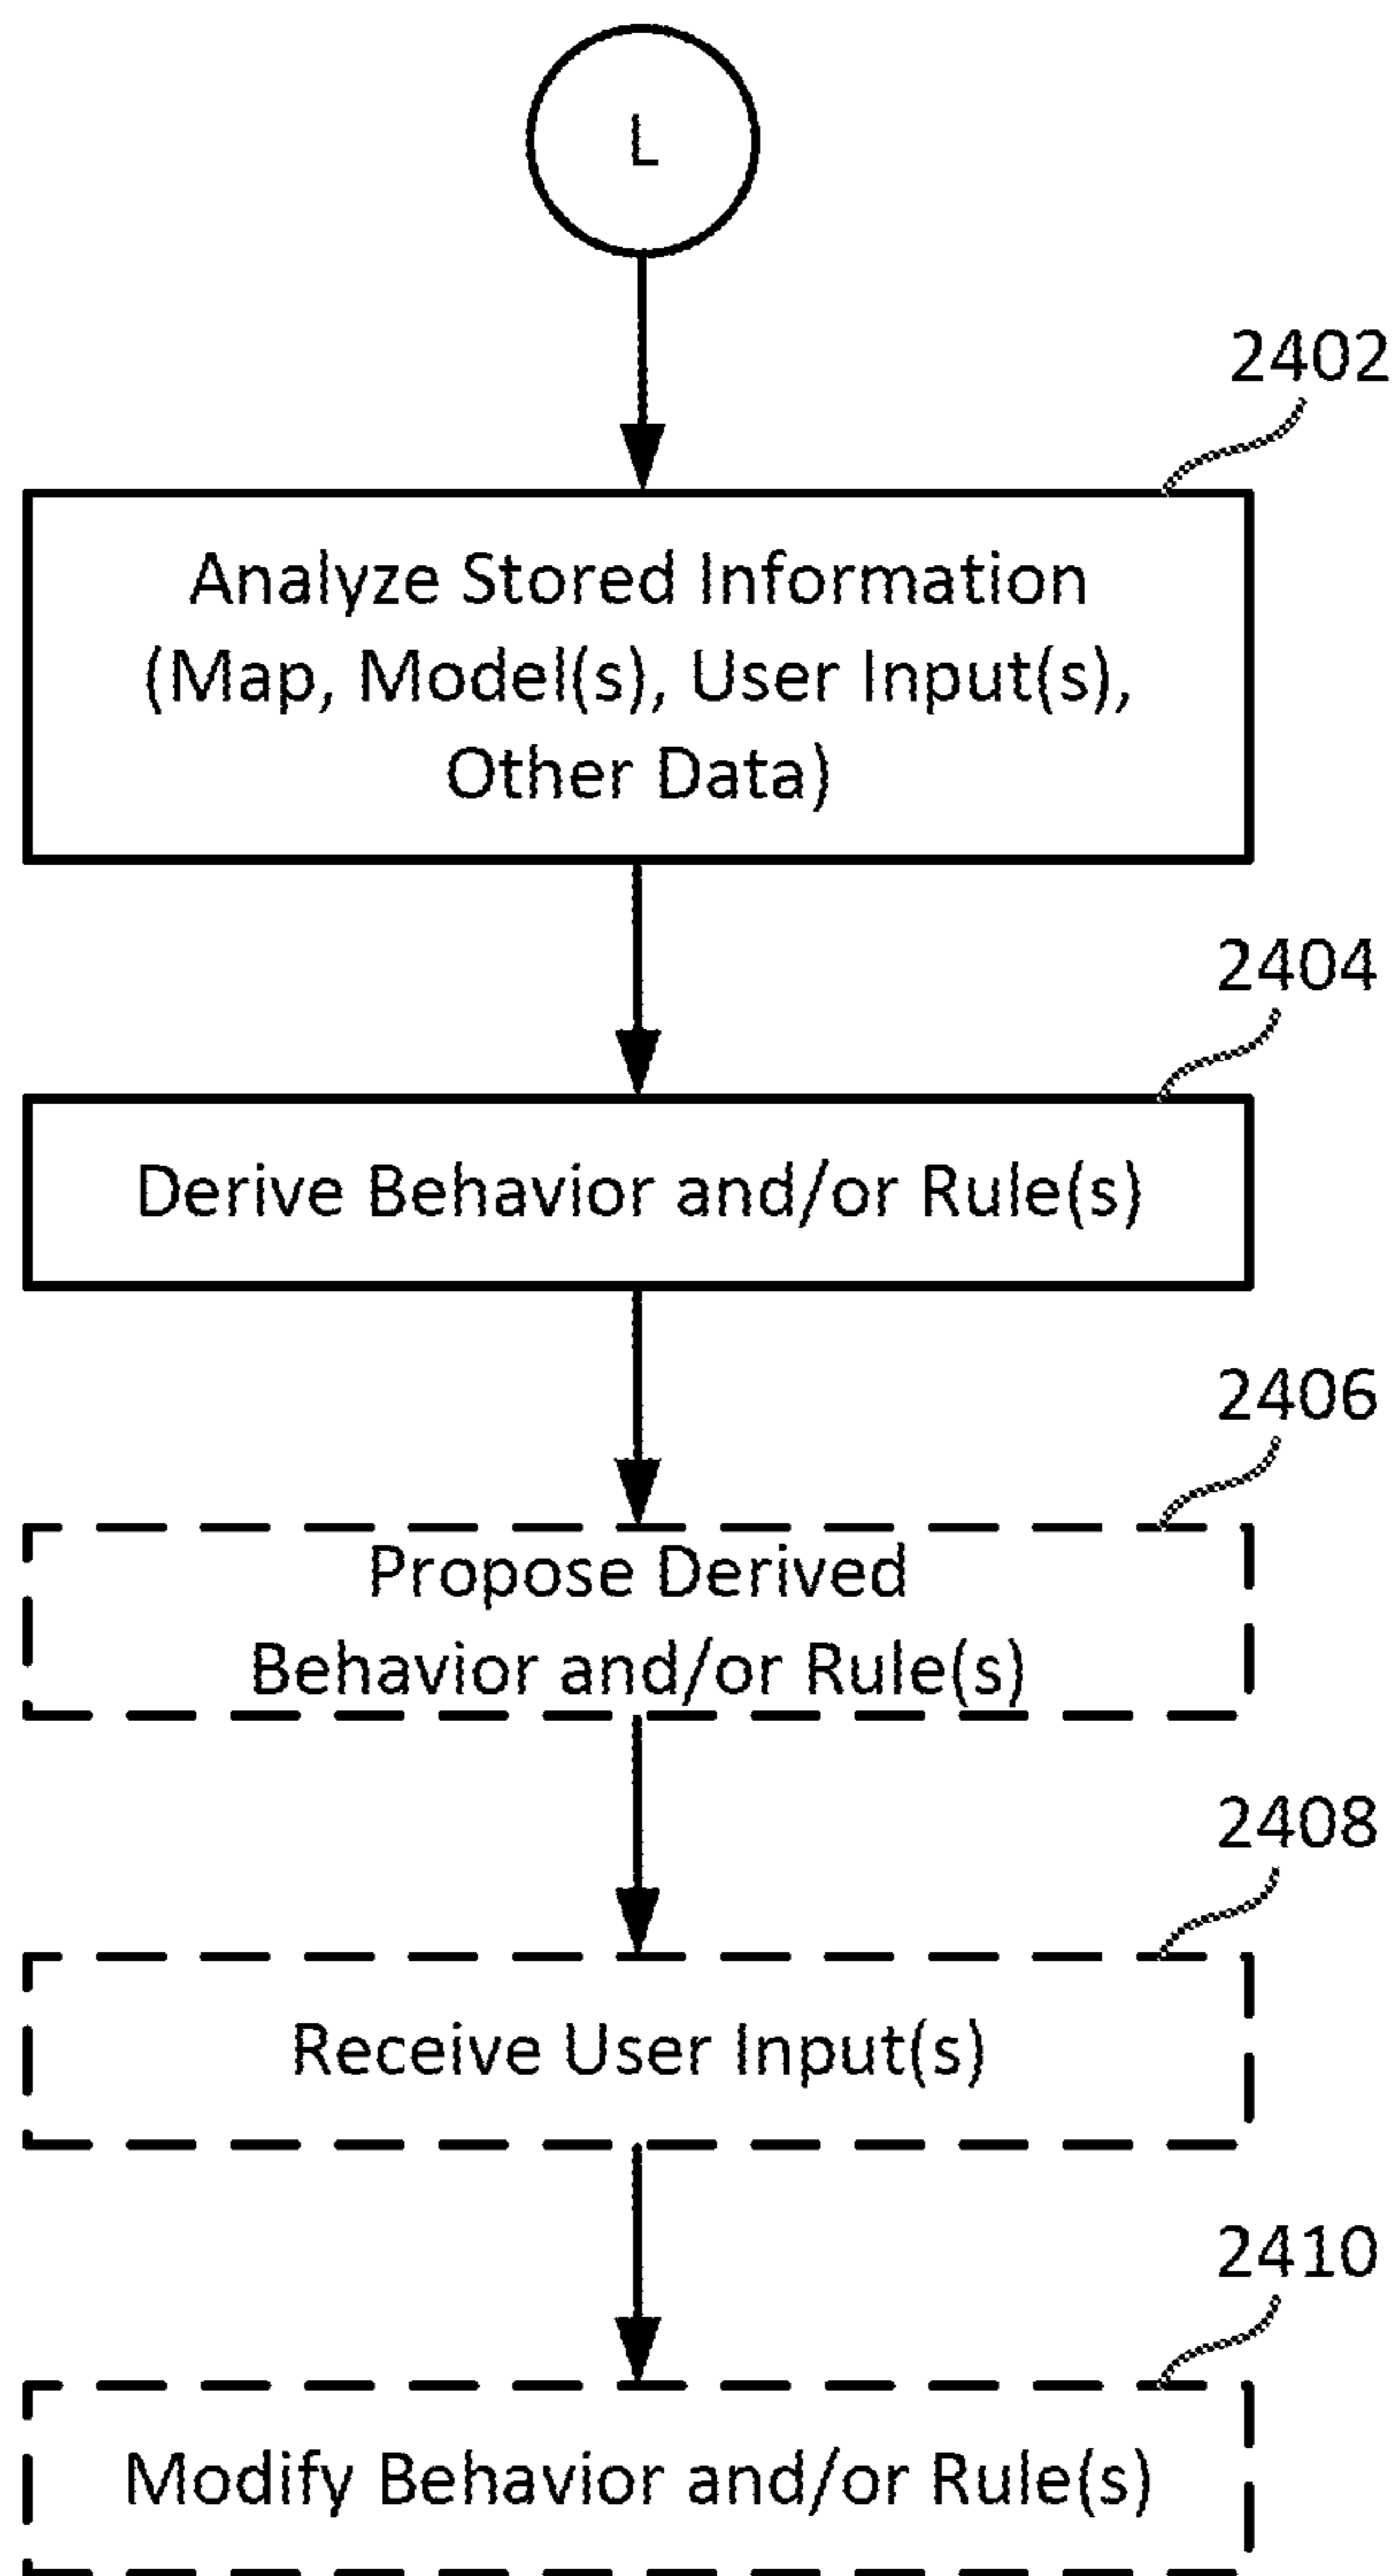 L
2402
Analyze Stored Information
(Map, Model(s), User Input(s),
Other Data)
2404
Derive Behavior and/or Rule(s)
2406
Propose Derived
Behavior and/or Rule(s)
2408
Receive User Input(s)
2410
Modify Behavior and/or Rule(s)